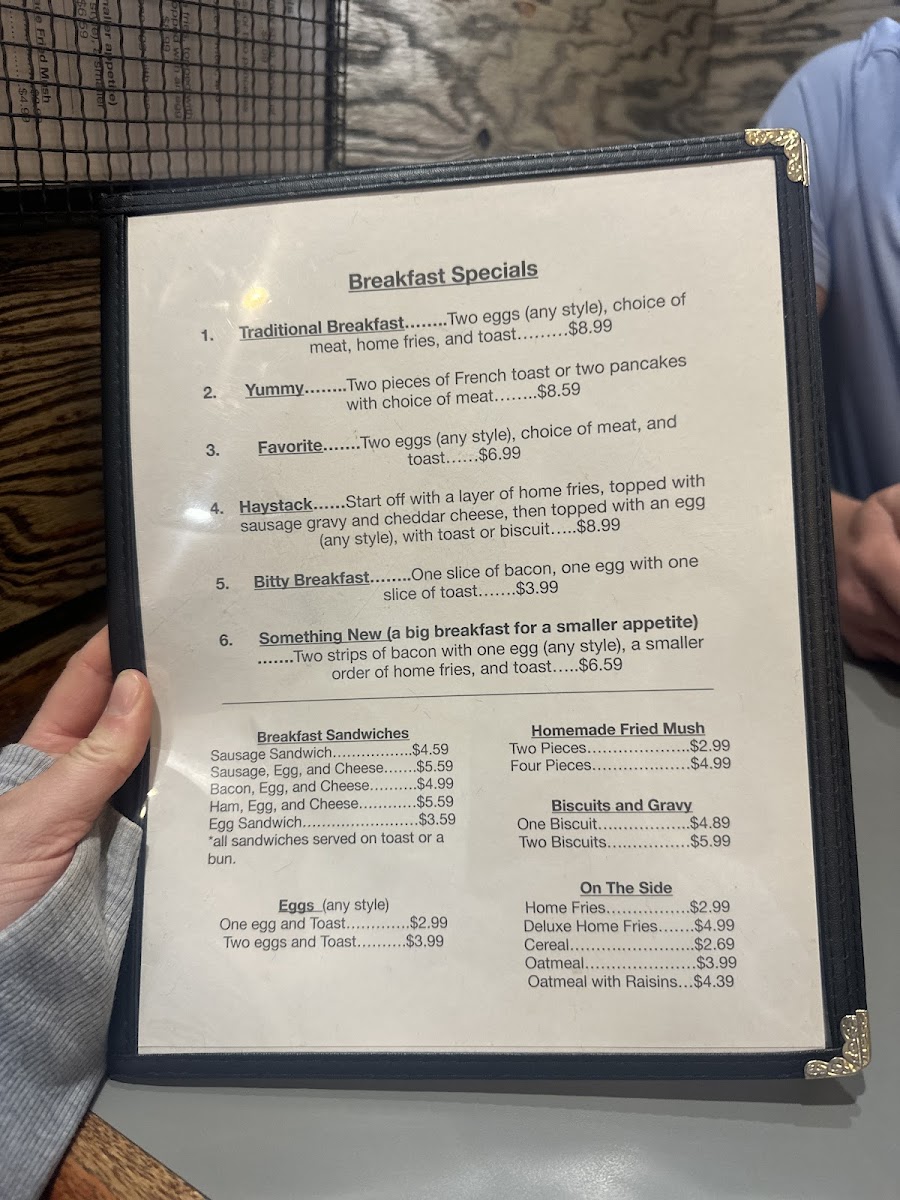 Breakfast Specials
1. Traditional Breakfast........Two eggs (any style), choice of
meat, home fries, and toast.........$8.99
2. Yummy........Two pieces of French toast or two pancakes
with choice of meat........$8.59
3. Favorite.......Two eggs (any style), choice of meat, and
toast......$6.99
4. Haystack......Start off with a layer of home fries, topped with
sausage gravy and cheddar cheese, then topped with an egg
(any style), with toast or biscuit.....$8.99
5. Bitty Breakfast........One slice of bacon, one egg with one
slice of toast.......$3.99
6. Something New (a big breakfast for a smaller appetite)
.......Two strips of bacon with one egg (any style), a smaller
order of home fries, and toast.....$6.59
Breakfast Sandwiches
Sausage Sandwich................$4.59
Sausage, Egg, and Cheese.......$5.59
Bacon, Egg, and Cheese..........$4.99
Ham, Egg, and Cheese............$5.59
Egg Sandwich........................$3.59
*all sandwiches served on toast or a
bun.
Eggs (any style)
One egg and Toast.............$2.99
Two eggs and Toast..........$3.99
Homemade Fried Mush
Two Pieces.....................$2.99
Four Pieces....................$4.99
Biscuits and Gravy
One Biscuit...................$4.89
Two Biscuits.................$5.99
On The Side
Home Fries.................$2.99
Deluxe Home Fries.......$4.99
Cereal.........................$2.69
Oatmeal.......................$3.99
Oatmeal with Raisins...$4.39